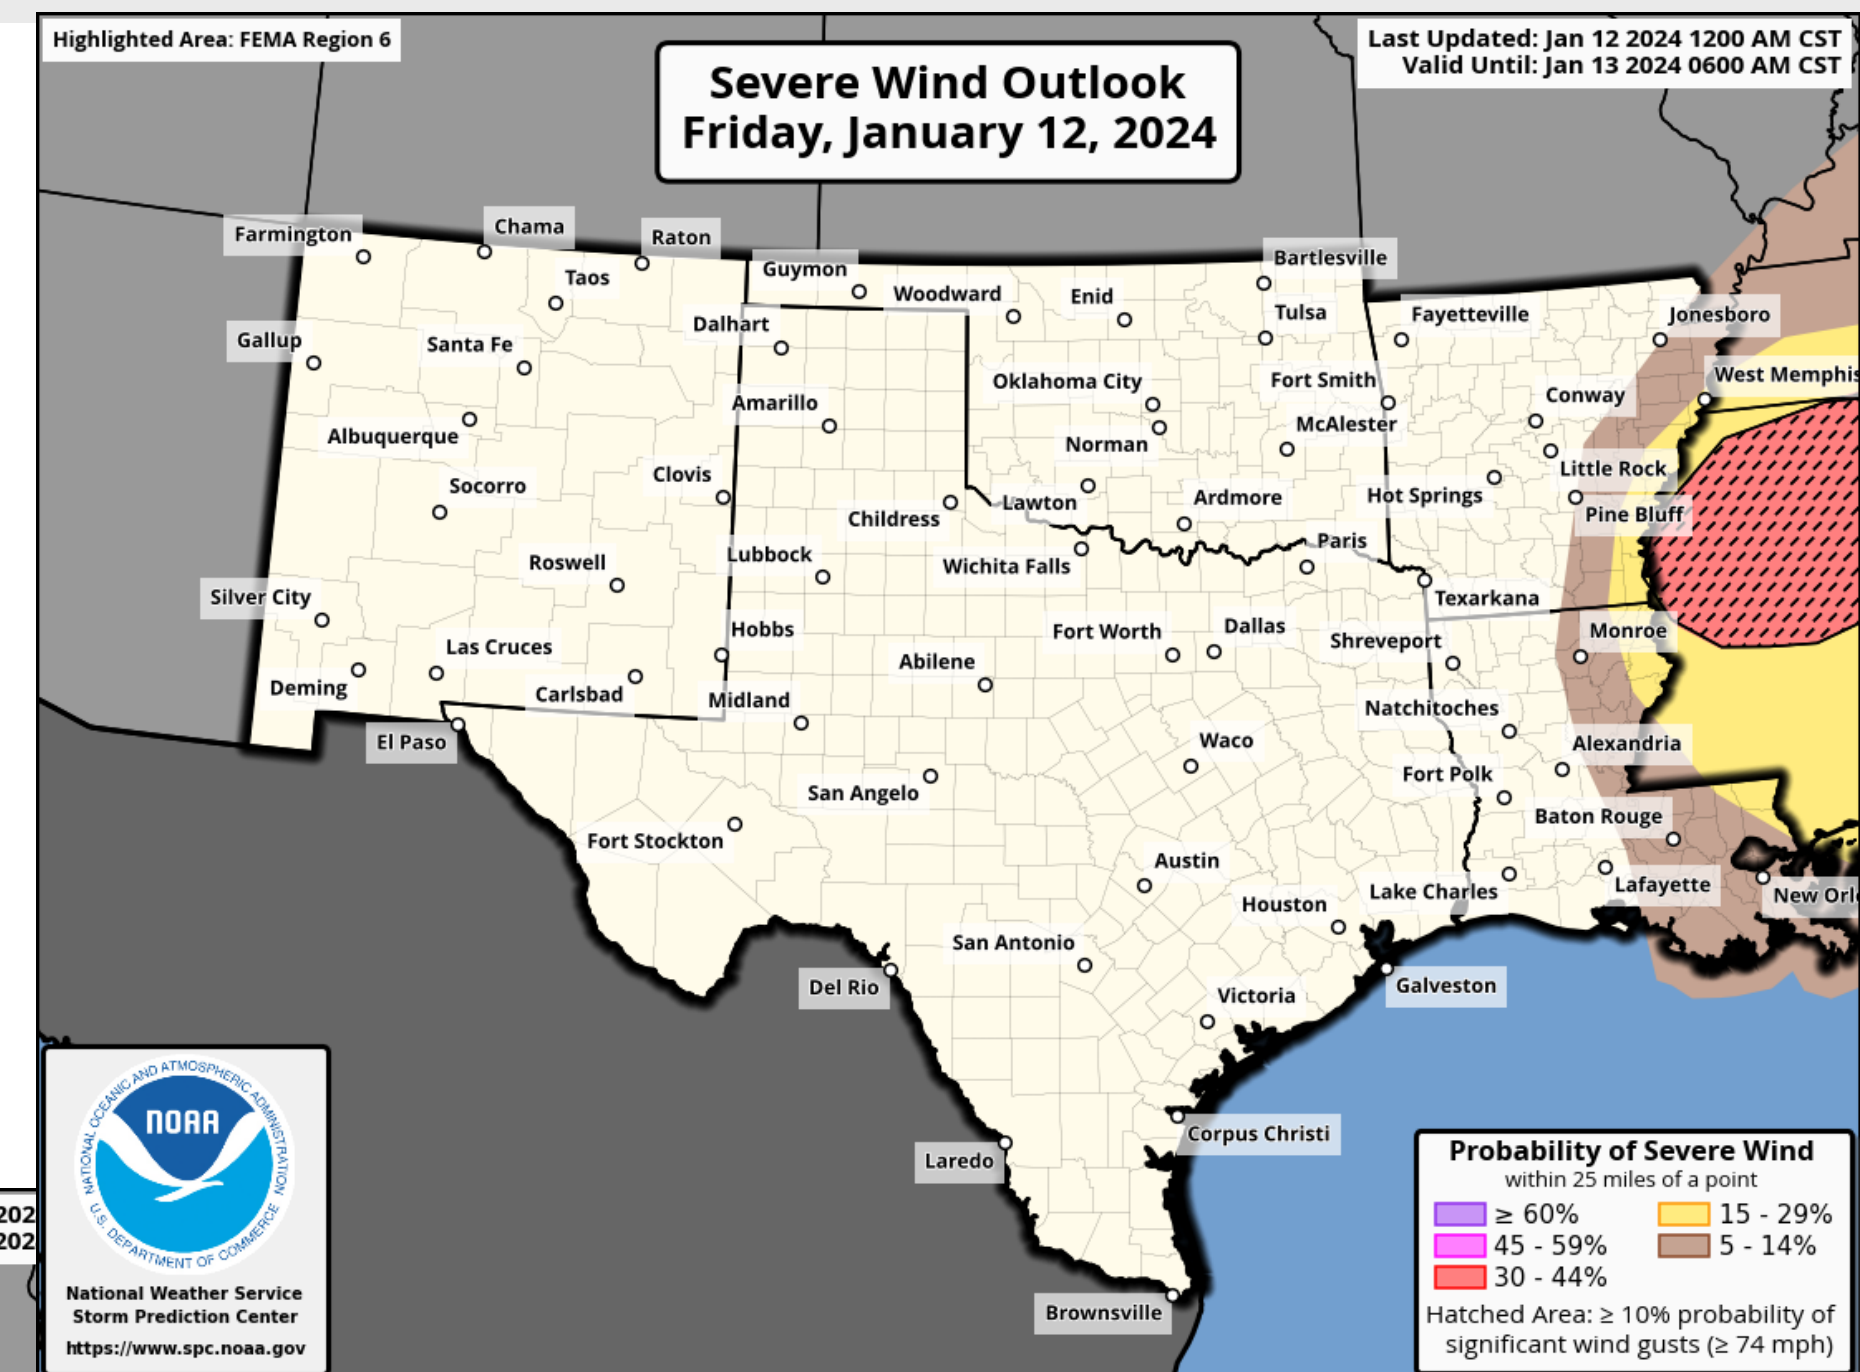 Highlighted Area: FEMA Region 6
Severe Wind Outlook
Friday, January 12, 2024
Last Updated: Jan 12 2024 1200 AM CST
Valid Until: Jan 13 2024 0600 AM CST
Farmington
Chama
Raton
Taos
Guymon
Woodward
Enid
Bartlesville
Tulsa
Fayetteville
Jonesboro
Gallup
Santa Fe
Dalhart
Oklahoma City
Fort Smith
West Memphis
Conway
Amarillo
McAlester
Albuquerque
Norman
Little Rock
Clovis
Socorro
Childress
Lawton
Ardmore
Hot Springs
Pine Bluff
Paris
Roswell
Lubbock
Wichita Falls
Silver City
Texarkana
Hobbs
Fort Worth
Dallas
Shreveport
Monroe
Las Cruces
Abilene
Deming
Carlsbad
Midland
Natchitoches
El Paso
Waco
Alexandria
San Angelo
Fort Polk
Baton Rouge
Fort Stockton
Austin
Lake Charles
Lafayette
New Orl
Houston
San Antonio
Del Rio
Victoria
Galveston
Corpus Christi
Laredo
Brownsville
202
202
NATIONAL OCEANIC AND ATMOSPHERIC ADMINISTRATION
NOAA
U.S. DEPARTMENT OF COMMERCE
National Weather Service
Storm Prediction Center
https://www.spc.noaa.gov
Probability of Severe Wind
within 25 miles of a point
≥ 60%
15 - 29%
45 - 59%
5 - 14%
30 - 44%
Hatched Area: ≥ 10% probability of
significant wind gusts (≥ 74 mph)